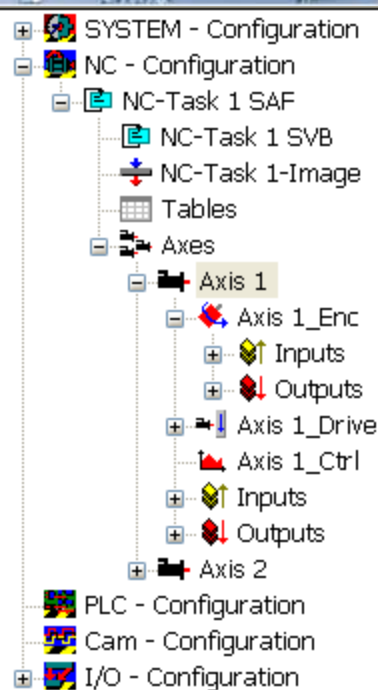 SYSTEM - Configuration
NC - Configuration
NC-Task 1 SAF
NC-Task 1 SVB
NC-Task 1-Image
Tables
Axes
Axis 1
Axis 1_Enc
Inputs
Outputs
Axis 1_Drive
Axis 1_Ctrl
Inputs
Outputs
Axis 2
PLC - Configuration
Cam - Configuration
I/O - Configuration